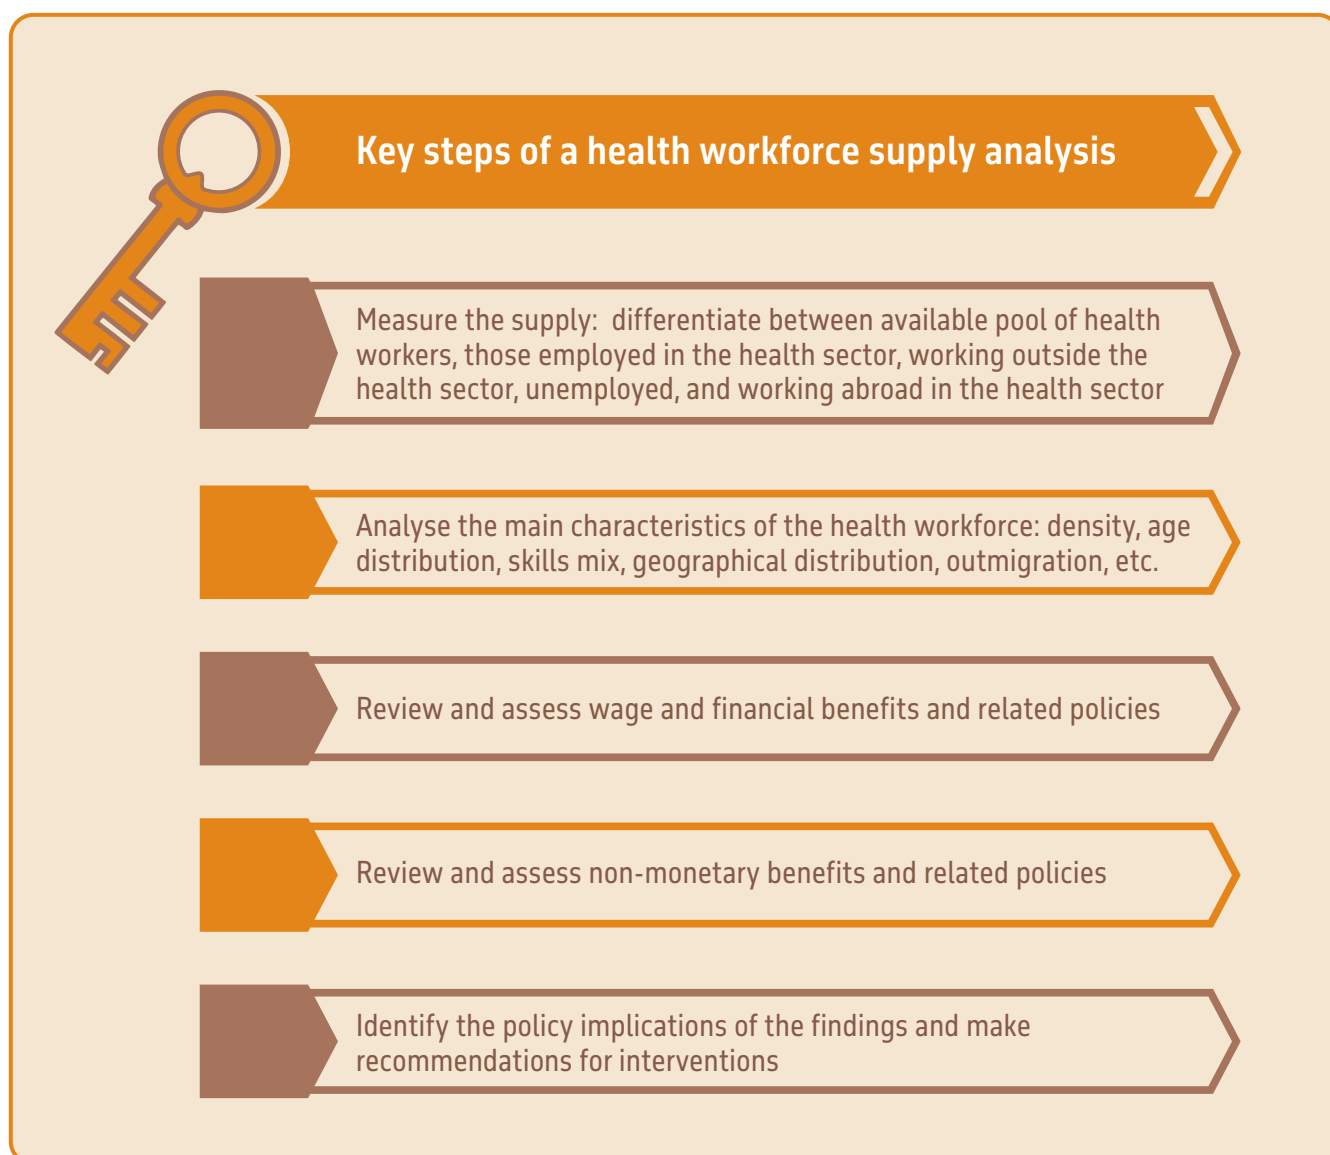 Key steps of a health workforce supply analysis
Measure the supply:  differentiate between available pool of health
workers, those employed in the health sector, working outside the
health sector, unemployed, and working abroad in the health sector
Analyse the main characteristics of the health workforce: density, age
distribution, skills mix, geographical distribution, outmigration, etc.
Review and assess wage and financial benefits and related policies
Review and assess non-monetary benefits and related policies
Identify the policy implications of the findings and make
recommendations for interventions